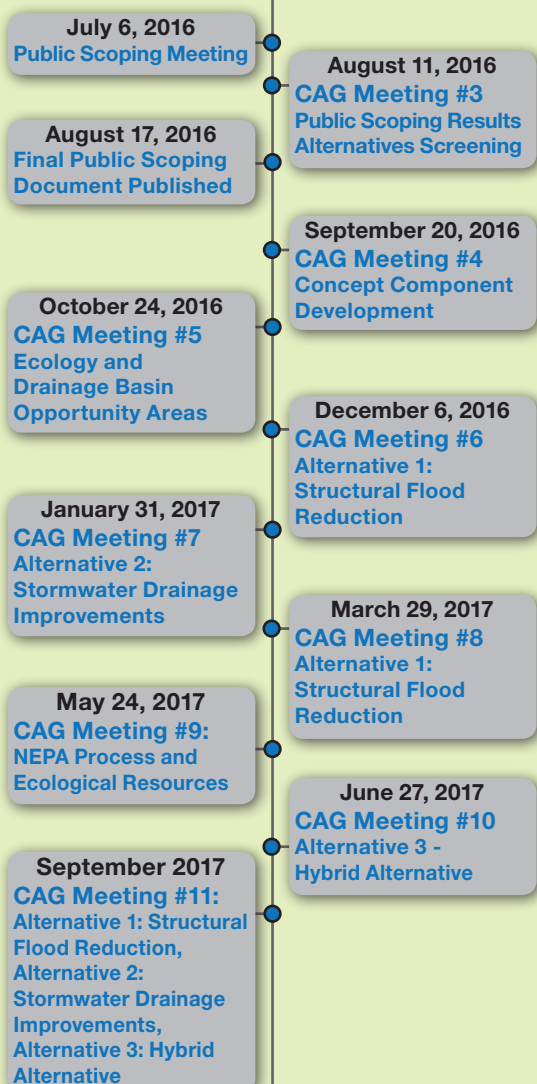 July 6, 2016
Public Scoping Meeting
August 11, 2016
CAG Meeting #3
Public Scoping Results
Alternatives Screening
August 17, 2016
Final Public Scoping
Document Published
September 20, 2016
CAG Meeting #4
Concept Component
Development
October 24, 2016
CAG Meeting #5
Ecology and
Drainage Basin
Opportunity Areas
December 6, 2016
CAG Meeting #6
Alternative 1:
Structural Flood
Reduction
January 31, 2017
CAG Meeting #7
Alternative 2:
Stormwater Drainage
Improvements
March 29, 2017
CAG Meeting #8
Alternative 1:
Structural Flood
Reduction
May 24, 2017
CAG Meeting #9:
NEPA Process and
Ecological Resources
June 27, 2017
CAG Meeting #10
Alternative 3 -
Hybrid Alternative
September 2017
CAG Meeting #11:
Alternative 1: Structural
Flood Reduction,
Alternative 2:
Stormwater Drainage
Improvements,
Alternative 3: Hybrid
Alternative